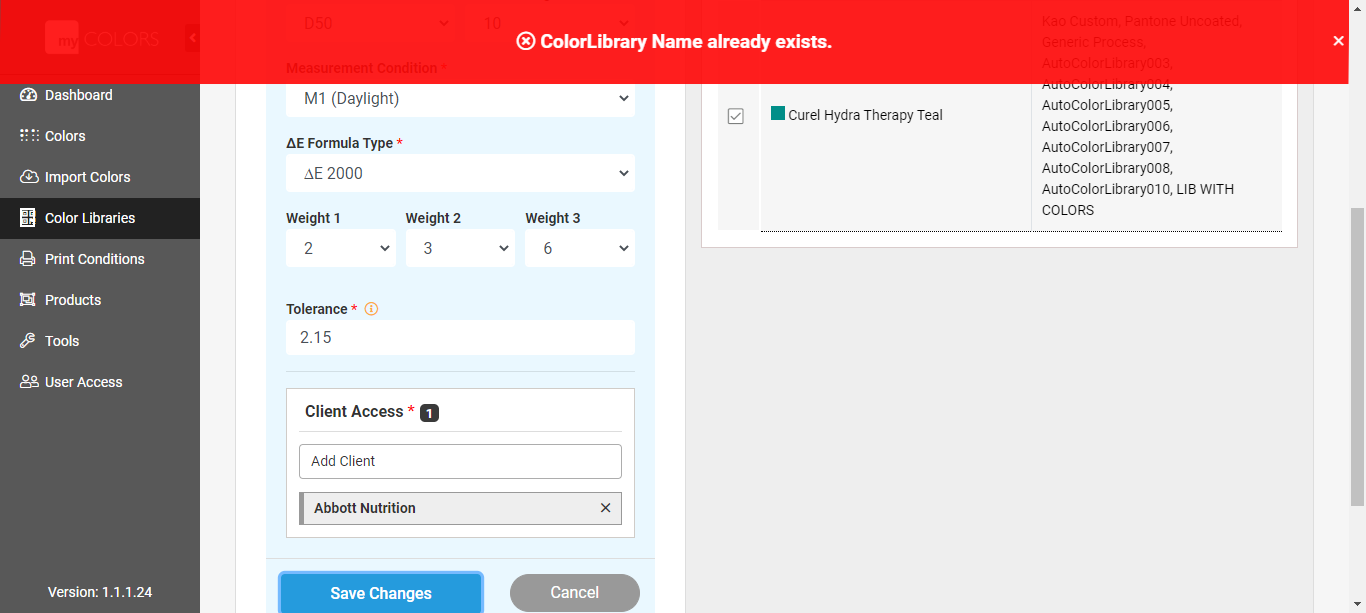 myCOLORS
Dashboard
Colors
Import Colors
Color Libraries
Print Conditions
Products
Tools
User Access
Version: 1.1.1.24
ColorLibrary Name already exists.
D50
10
Measurement Condition *
M1 (Daylight)
ΔE Formula Type *
ΔE 2000
Weight 1
Weight 2
Weight 3
2
3
6
Tolerance *
2.15
Client Access * 1
Add Client
Abbott Nutrition
Save Changes
Cancel
Curel Hydra Therapy Teal
Kao Custom, Pantone Uncoated,
Generic Process,
AutoColorLibrary003,
AutoColorLibrary004,
AutoColorLibrary005,
AutoColorLibrary006,
AutoColorLibrary007,
AutoColorLibrary008,
AutoColorLibrary010, LIB WITH
COLORS